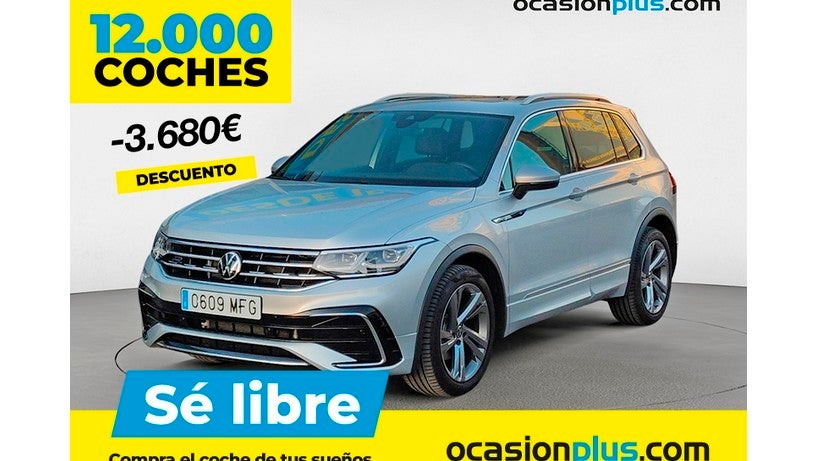 ocasionplus.com
12.000
COCHES
-3.680€
DESCUENTO
0609 MFG
Sé libre
Compra el coche de tus sueños
ocasionplus.com